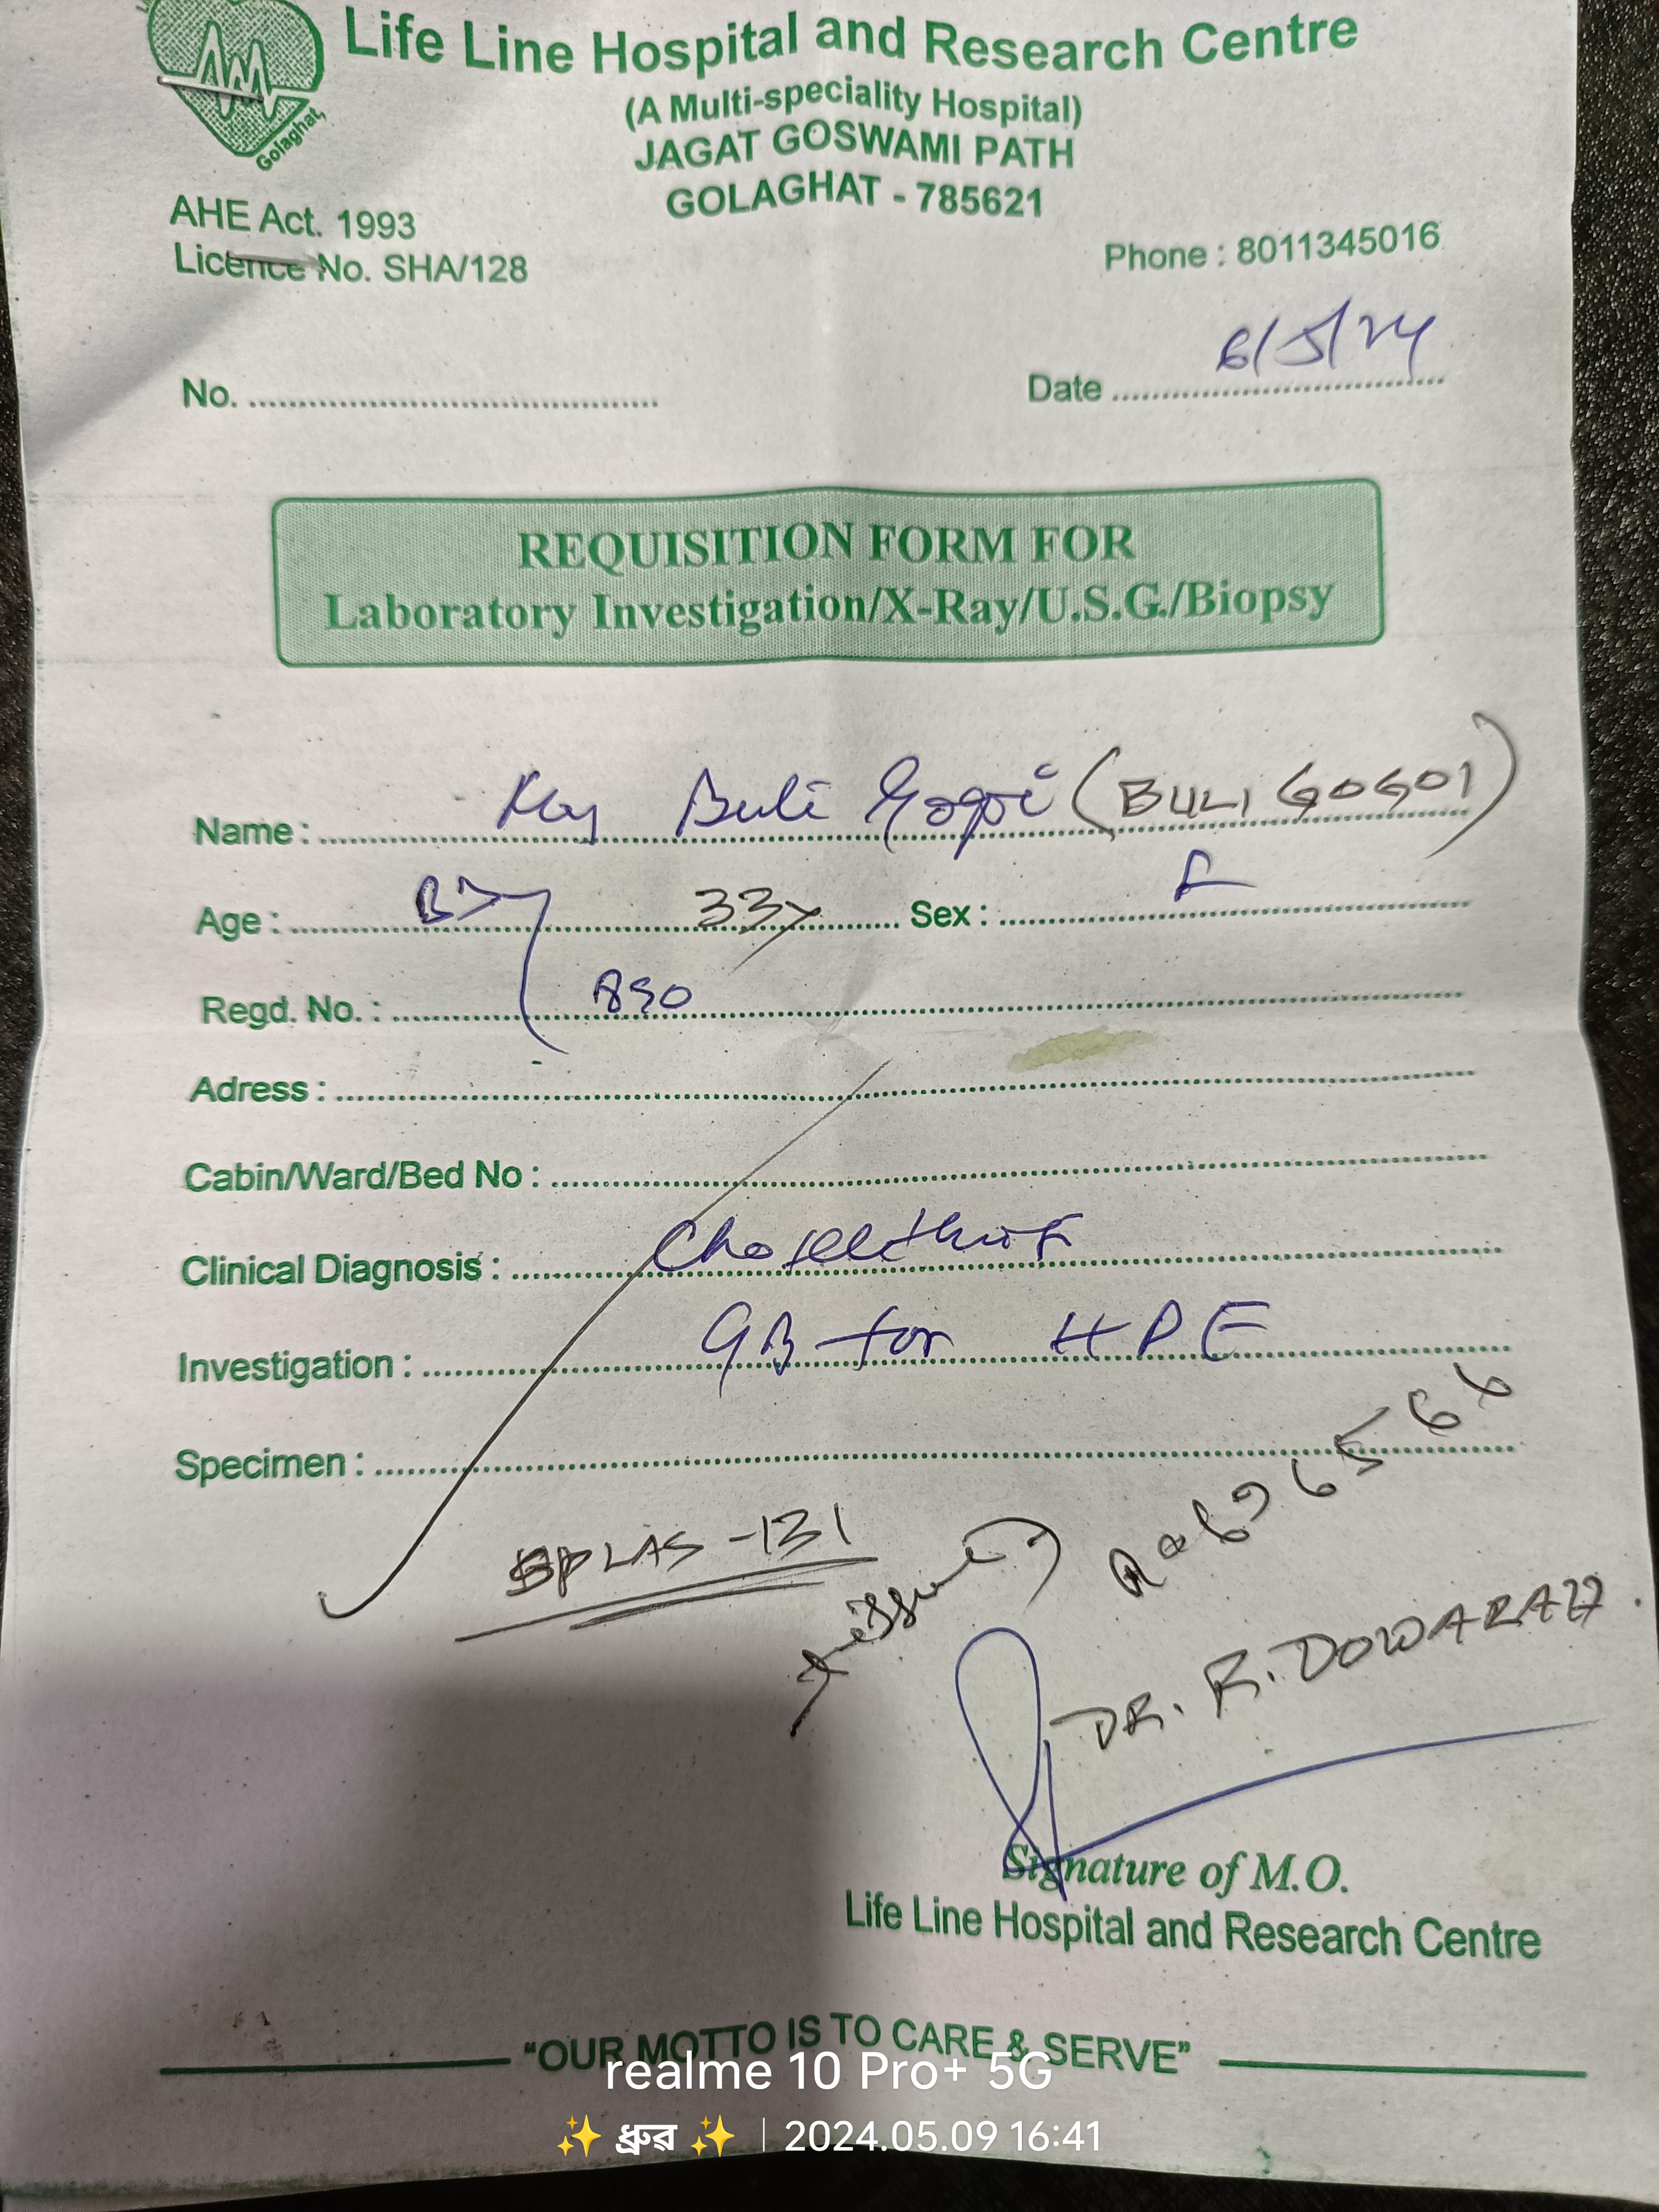 Life Line Hospital and Research Centre
(A Multi-speciality Hospital)
JAGAT GOSWAMI PATH
GOLAGHAT - 785621
Golaghat,
AHE Act. 1993
Licence No. SHA/128
Phone : 8011345016
No. ........................................
Date ........ 6/5/24
REQUISITION FORM FOR
Laboratory Investigation/X-Ray/U.S.G./Biopsy
Name : ........ Buli Gogoi (BULI GOGOI)
Age : ........ 33y ........ Sex : ........ F
Regd. No. : ........ 890
Adress : ........................................
Cabin/Ward/Bed No : ........................................
Clinical Diagnosis : ........
Investigation : ........ GB for HPE
Specimen : ........................................
BPLAS -131
DR. R. DOWARAH.
Signature of M.O.
Life Line Hospital and Research Centre
“OUR MOTTO IS TO CARE & SERVE”
realme 10 Pro+ 5G
✨ ধ্ৰুৱ ✨ | 2024.05.09 16:41